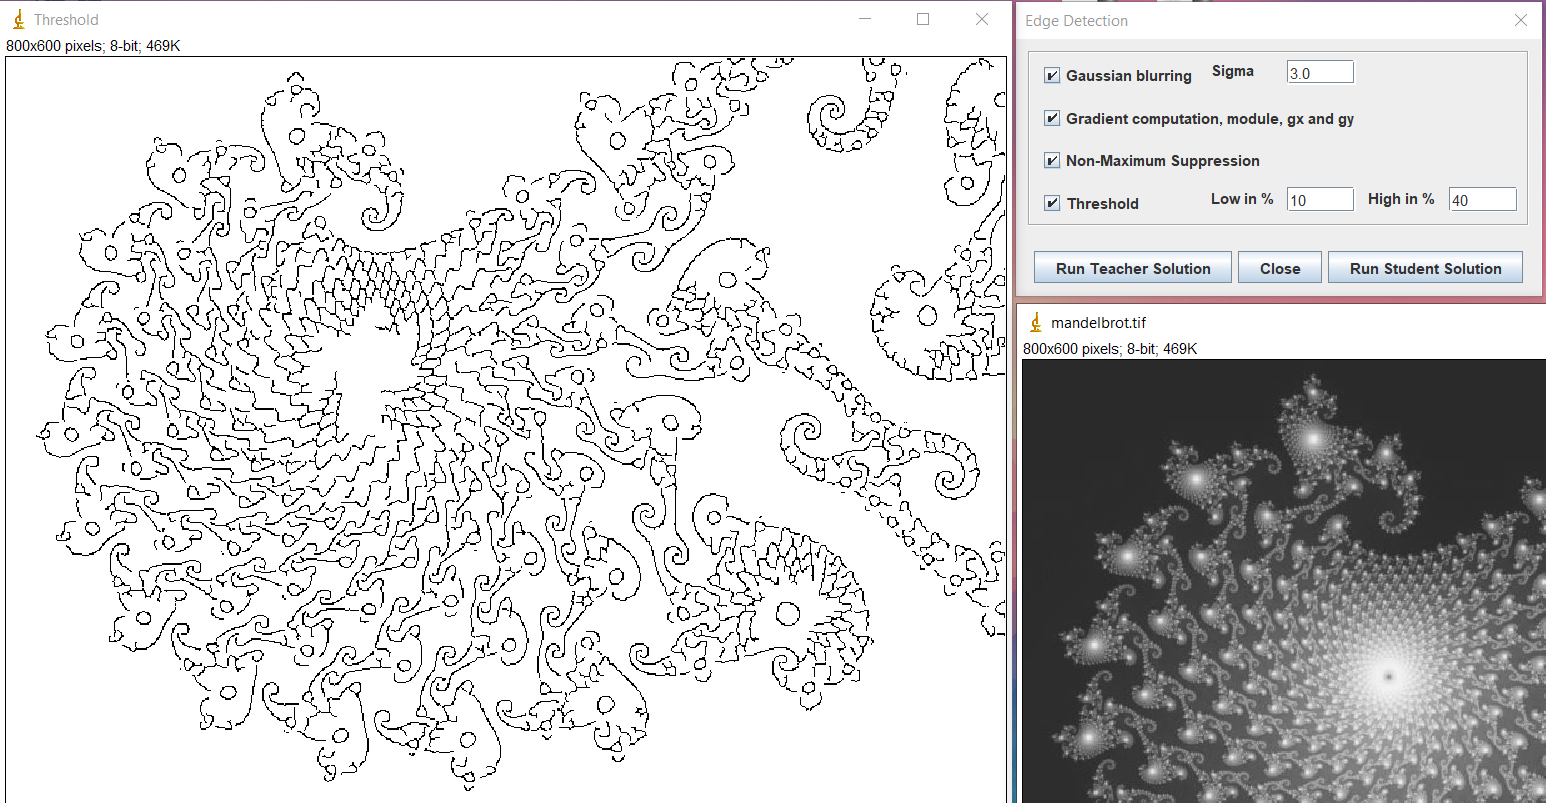 Threshold
800x600 pixels; 8-bit; 469K
Edge Detection
Gaussian blurring Sigma 3.0
Gradient computation, module, gx and gy
Non-Maximum Suppression
Threshold Low in % 10 High in % 40
Run Teacher Solution Close Run Student Solution
mandelbrot.tif
800x600 pixels; 8-bit; 469K